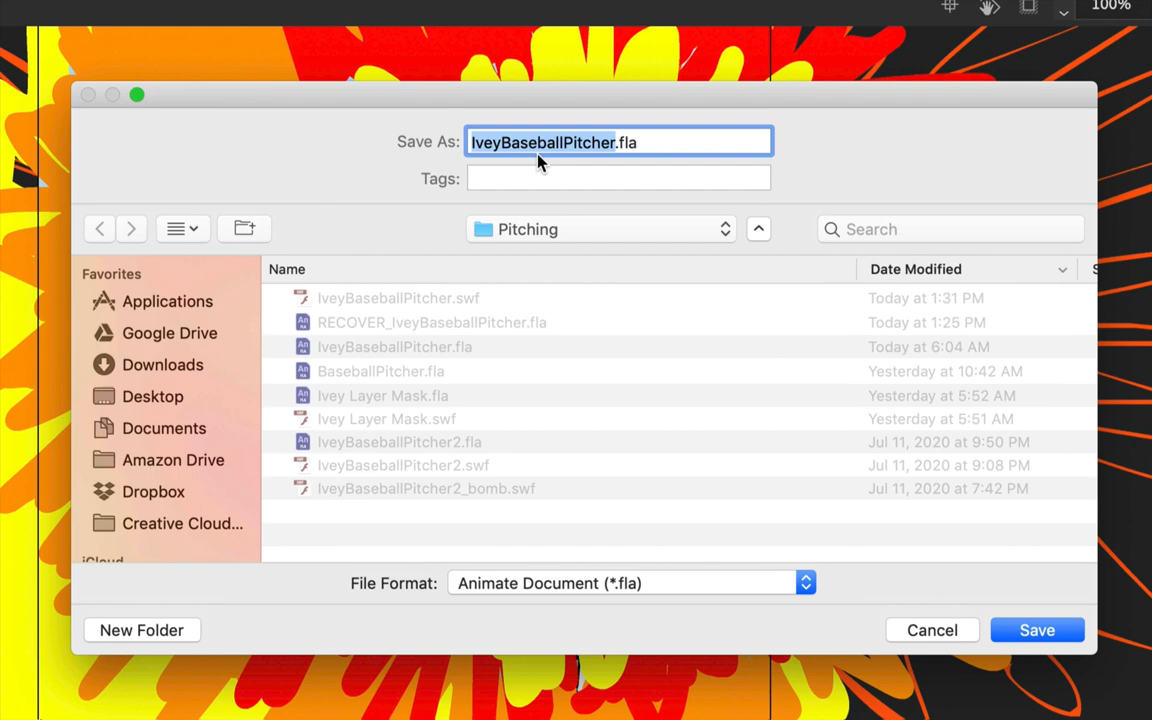 100%
Save As: IveyBaseballPitcher.fla
Tags:
Pitching
Search
Favorites
Applications
Google Drive
Downloads
Desktop
Documents
Amazon Drive
Dropbox
Creative Cloud...
iCloud
Name Date Modified S
IveyBaseballPitcher.swf Today at 1:31 PM
RECOVER_IveyBaseballPitcher.fla Today at 1:25 PM
IveyBaseballPitcher.fla Today at 6:04 AM
BaseballPitcher.fla Yesterday at 10:42 AM
Ivey Layer Mask.fla Yesterday at 5:52 AM
Ivey Layer Mask.swf Yesterday at 5:51 AM
IveyBaseballPitcher2.fla Jul 11, 2020 at 9:50 PM
IveyBaseballPitcher2.swf Jul 11, 2020 at 9:08 PM
IveyBaseballPitcher2_bomb.swf Jul 11, 2020 at 7:42 PM
File Format: Animate Document (*.fla)
New Folder Cancel Save